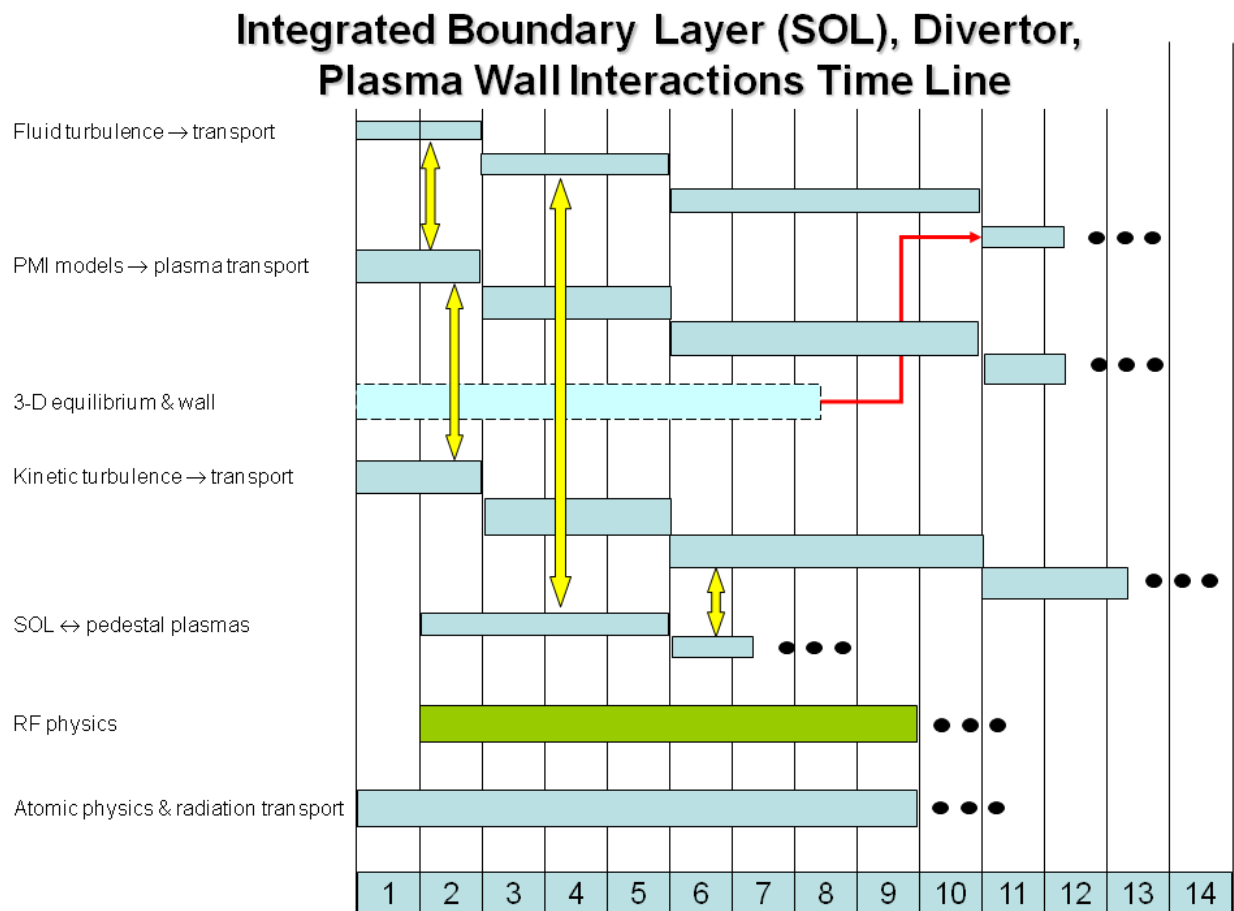 Integrated Boundary Layer (SOL), Divertor,
Plasma Wall Interactions Time Line
Fluid turbulence → transport
PMI models → plasma transport
3-D equilibrium & wall
Kinetic turbulence → transport
SOL ↔ pedestal plasmas
RF physics
Atomic physics & radiation transport
1 2 3 4 5 6 7 8 9 10 11 12 13 14